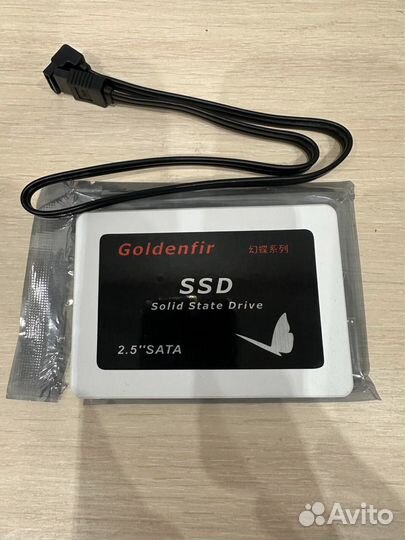 Goldenfir 幻蝶系列
SSD
Solid State Drive
2.5"SATA
Avito